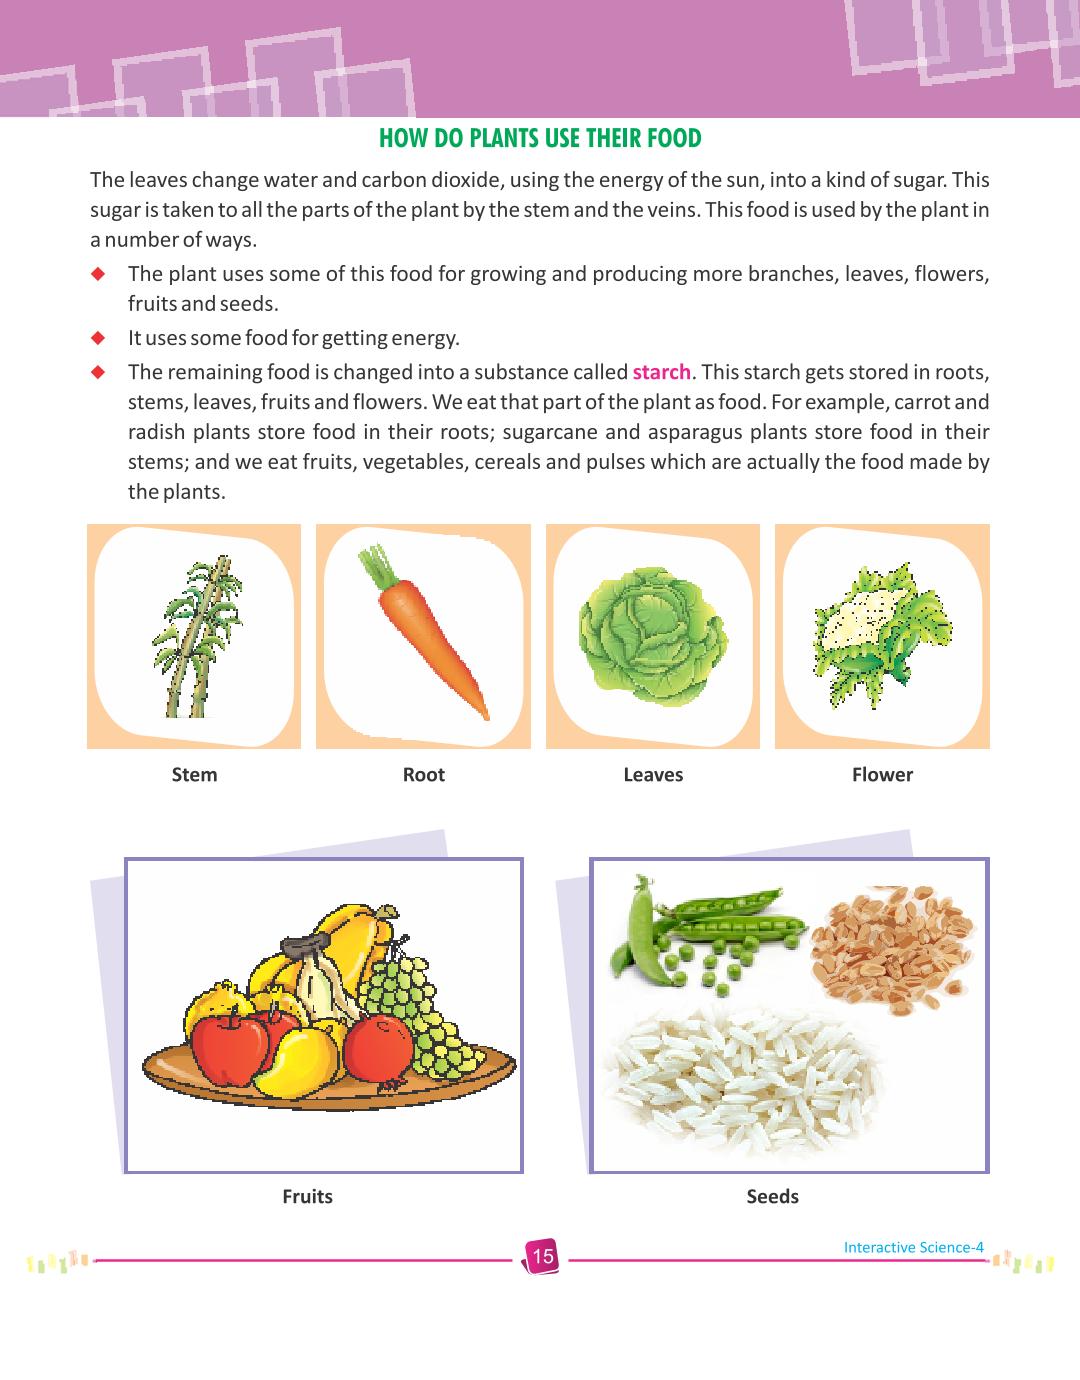 HOW DO PLANTS USE THEIR FOOD
The leaves change water and carbon dioxide, using the energy of the sun, into a kind of sugar. This
sugar is taken to all the parts of the plant by the stem and the veins. This food is used by the plant in
a number of ways.
The plant uses some of this food for growing and producing more branches, leaves, flowers,
fruits and seeds.
It uses some food for getting energy.
The remaining food is changed into a substance called starch. This starch gets stored in roots,
stems, leaves, fruits and flowers. We eat that part of the plant as food. For example, carrot and
radish plants store food in their roots; sugarcane and asparagus plants store food in their
stems; and we eat fruits, vegetables, cereals and pulses which are actually the food made by
the plants.
Stem Root Leaves Flower
Fruits Seeds
Interactive Science-4
15